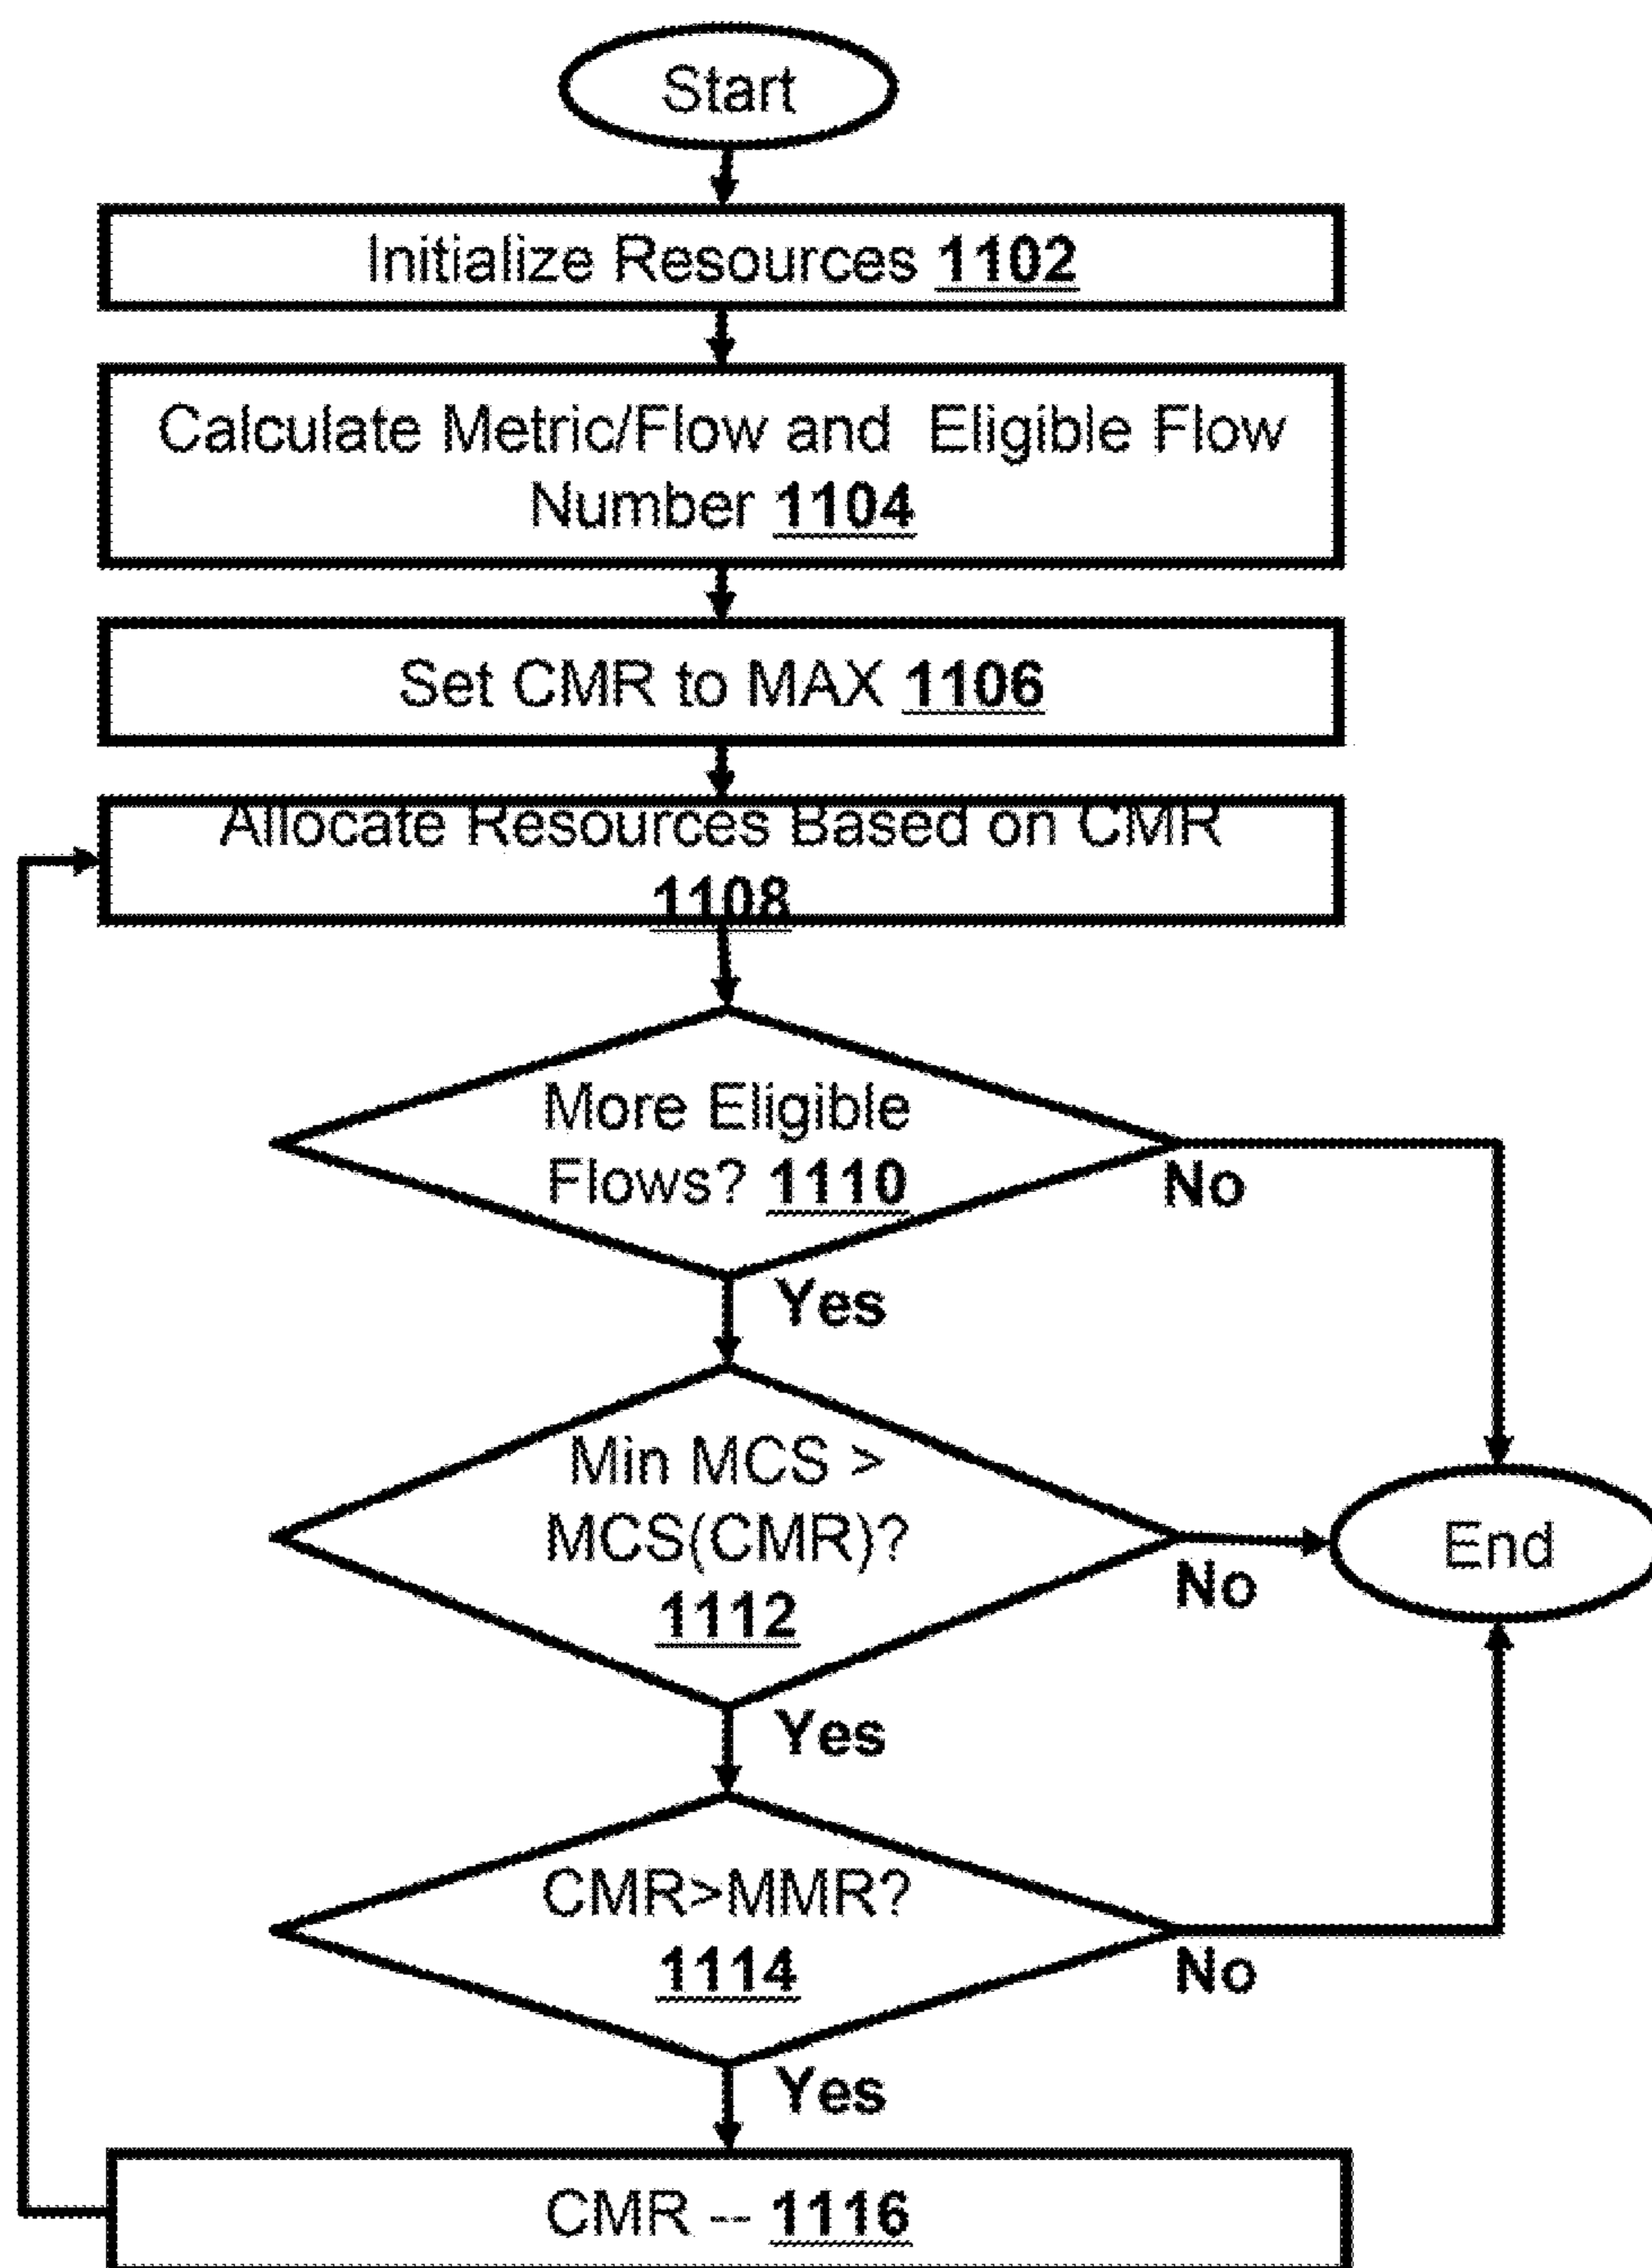 Start
Initialize Resources 1102
Calculate Metric/Flow and Eligible Flow
Number 1104
Set CMR to MAX 1106
Allocate Resources Based on CMR
1108
More Eligible
Flows? 1110
No
Yes
Min MCS >
MCS(CMR)?
1112
No
End
Yes
CMR>MMR?
1114
No
Yes
CMR -- 1116